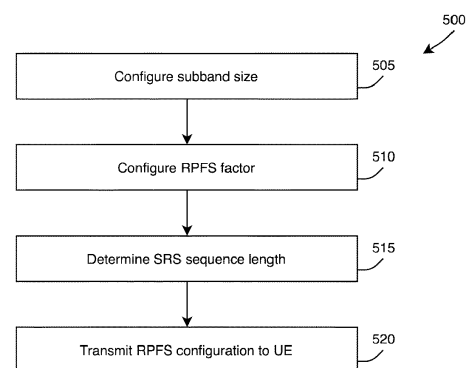 500
Configure subband size
505
Configure RPFS factor
510
Determine SRS sequence length
515
Transmit RPFS configuration to UE
520